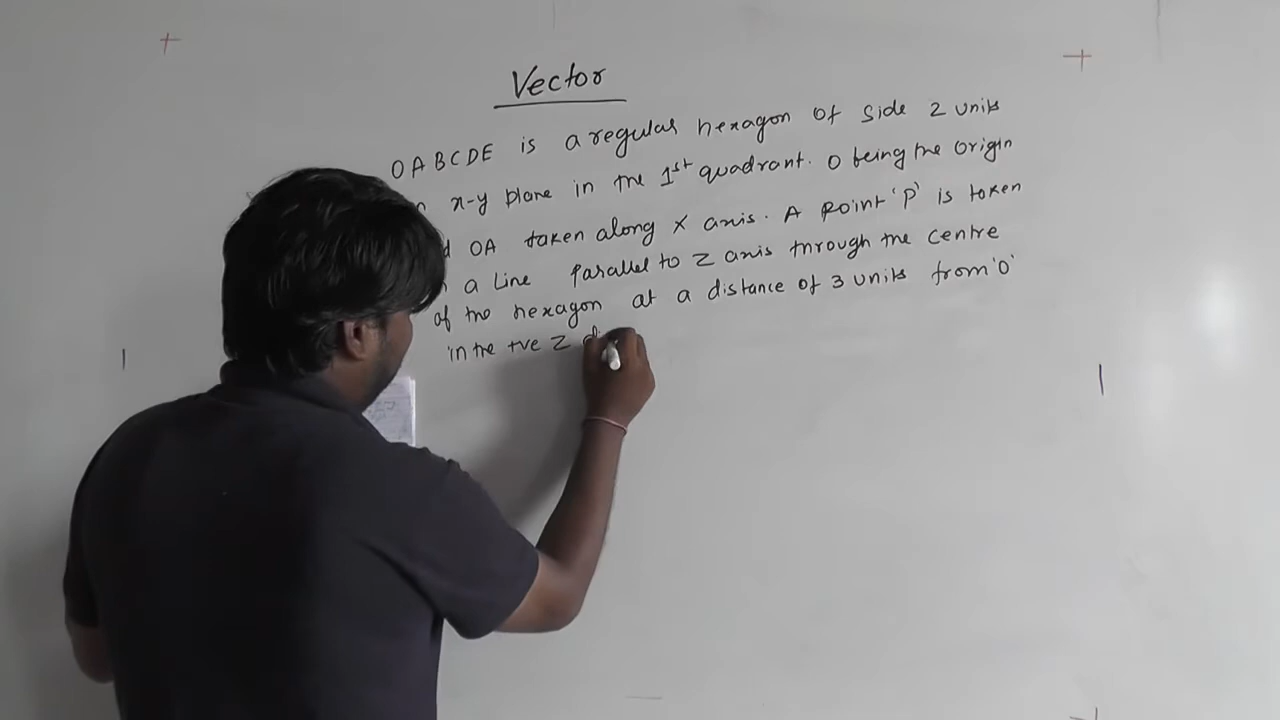 Vector
OABCDE is a regular hexagon of side 2 units
x-y plane in the 1st quadrant. O being the origin
OA taken along X axis. A point 'P' is taken
a Line parallel to Z axis through the centre
of the hexagon at a distance of 3 units from 'O'
in the +ve Z